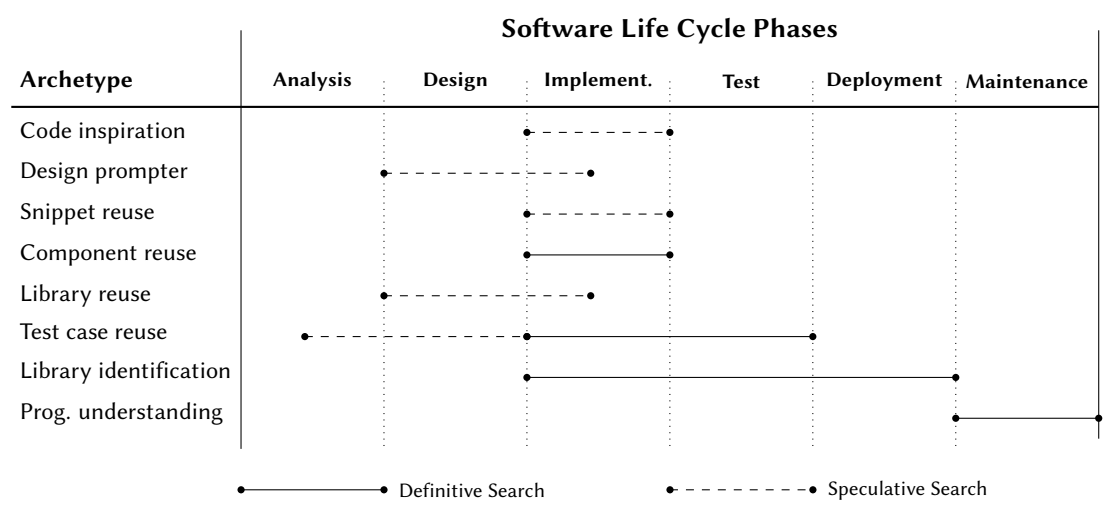 Software Life Cycle Phases
Archetype Analysis Design Implement. Test Deployment Maintenance
Code inspiration
Design prompter
Snippet reuse
Component reuse
Library reuse
Test case reuse
Library identification
Prog. understanding
Definitive Search Speculative Search